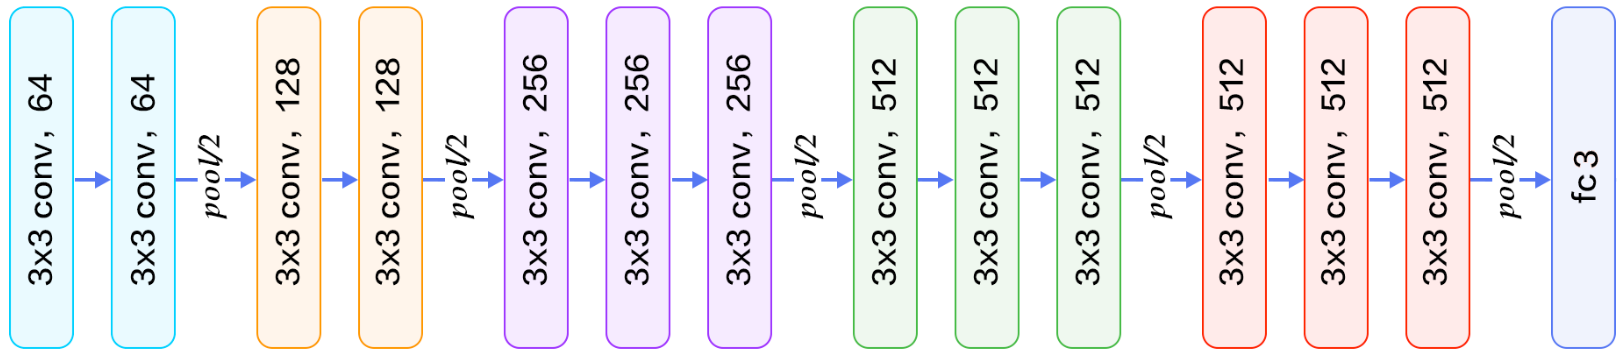 3x3 conv, 64
3x3 conv, 64
pool/2
3x3 conv, 128
3x3 conv, 128
pool/2
3x3 conv, 256
3x3 conv, 256
3x3 conv, 256
pool/2
3x3 conv, 512
3x3 conv, 512
3x3 conv, 512
pool/2
3x3 conv, 512
3x3 conv, 512
3x3 conv, 512
pool/2
fc3